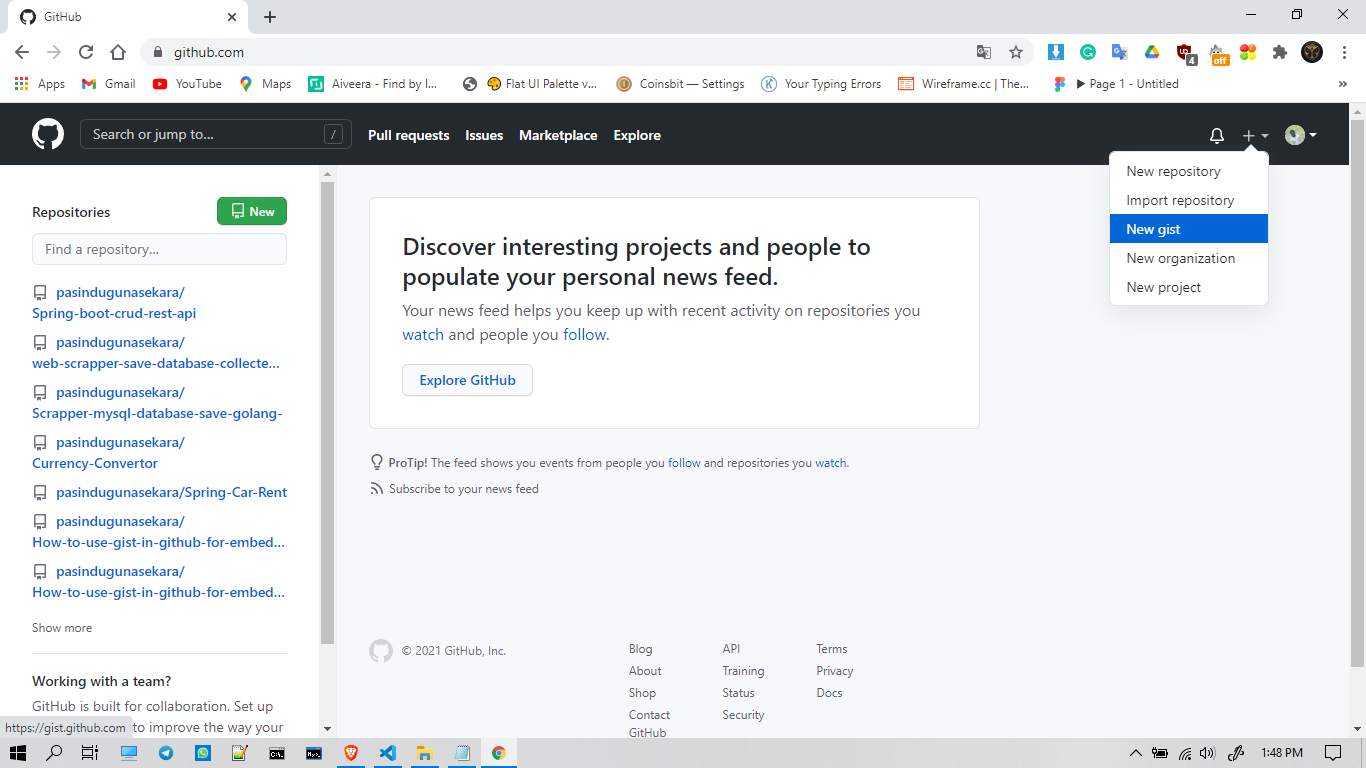 GitHub
github.com
4
off
Apps
Gmail
YouTube
Maps
Aiveera - Find by I...
Flat UI Palette v...
Coinsbit — Settings
Your Typing Errors
Wireframe.cc | The...
Page 1 - Untitled
»
Search or jump to...
/
Pull requests
Issues
Marketplace
Explore
New repository
Import repository
New gist
New organization
New project
Repositories
New
Find a repository...
pasindugunasekara/
Spring-boot-crud-rest-api
pasindugunasekara/
web-scrapper-save-database-collecte...
pasindugunasekara/
Scrapper-mysql-database-save-golang-
pasindugunasekara/
Currency-Convertor
pasindugunasekara/Spring-Car-Rent
pasindugunasekara/
How-to-use-gist-in-github-for-embed...
pasindugunasekara/
How-to-use-gist-in-github-for-embed...
Show more
Working with a team?
GitHub is built for collaboration. Set up
to improve the way your
https://gist.github.com
Discover interesting projects and people to
populate your personal news feed.
Your news feed helps you keep up with recent activity on repositories you
watch and people you follow.
Explore GitHub
ProTip! The feed shows you events from people you follow and repositories you watch.
Subscribe to your news feed
© 2021 GitHub, Inc.
Blog
About
Shop
Contact
GitHub
API
Training
Status
Security
Terms
Privacy
Docs
1:48 PM